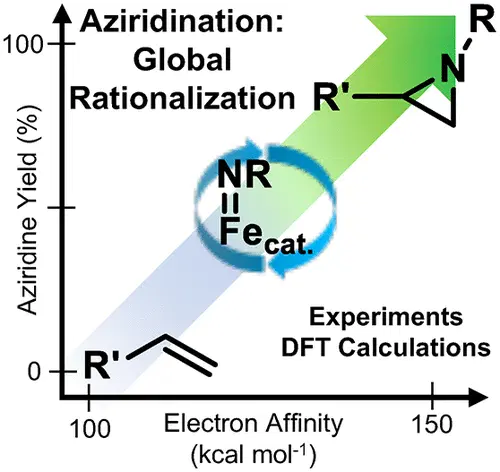 100
Aziridination:
Global
Rationalization
R
N
R'
NR
Fe cat.
Aziridine Yield (%)
Experiments
DFT Calculations
R'
0
100
Electron Affinity
150
(kcal mol-1)